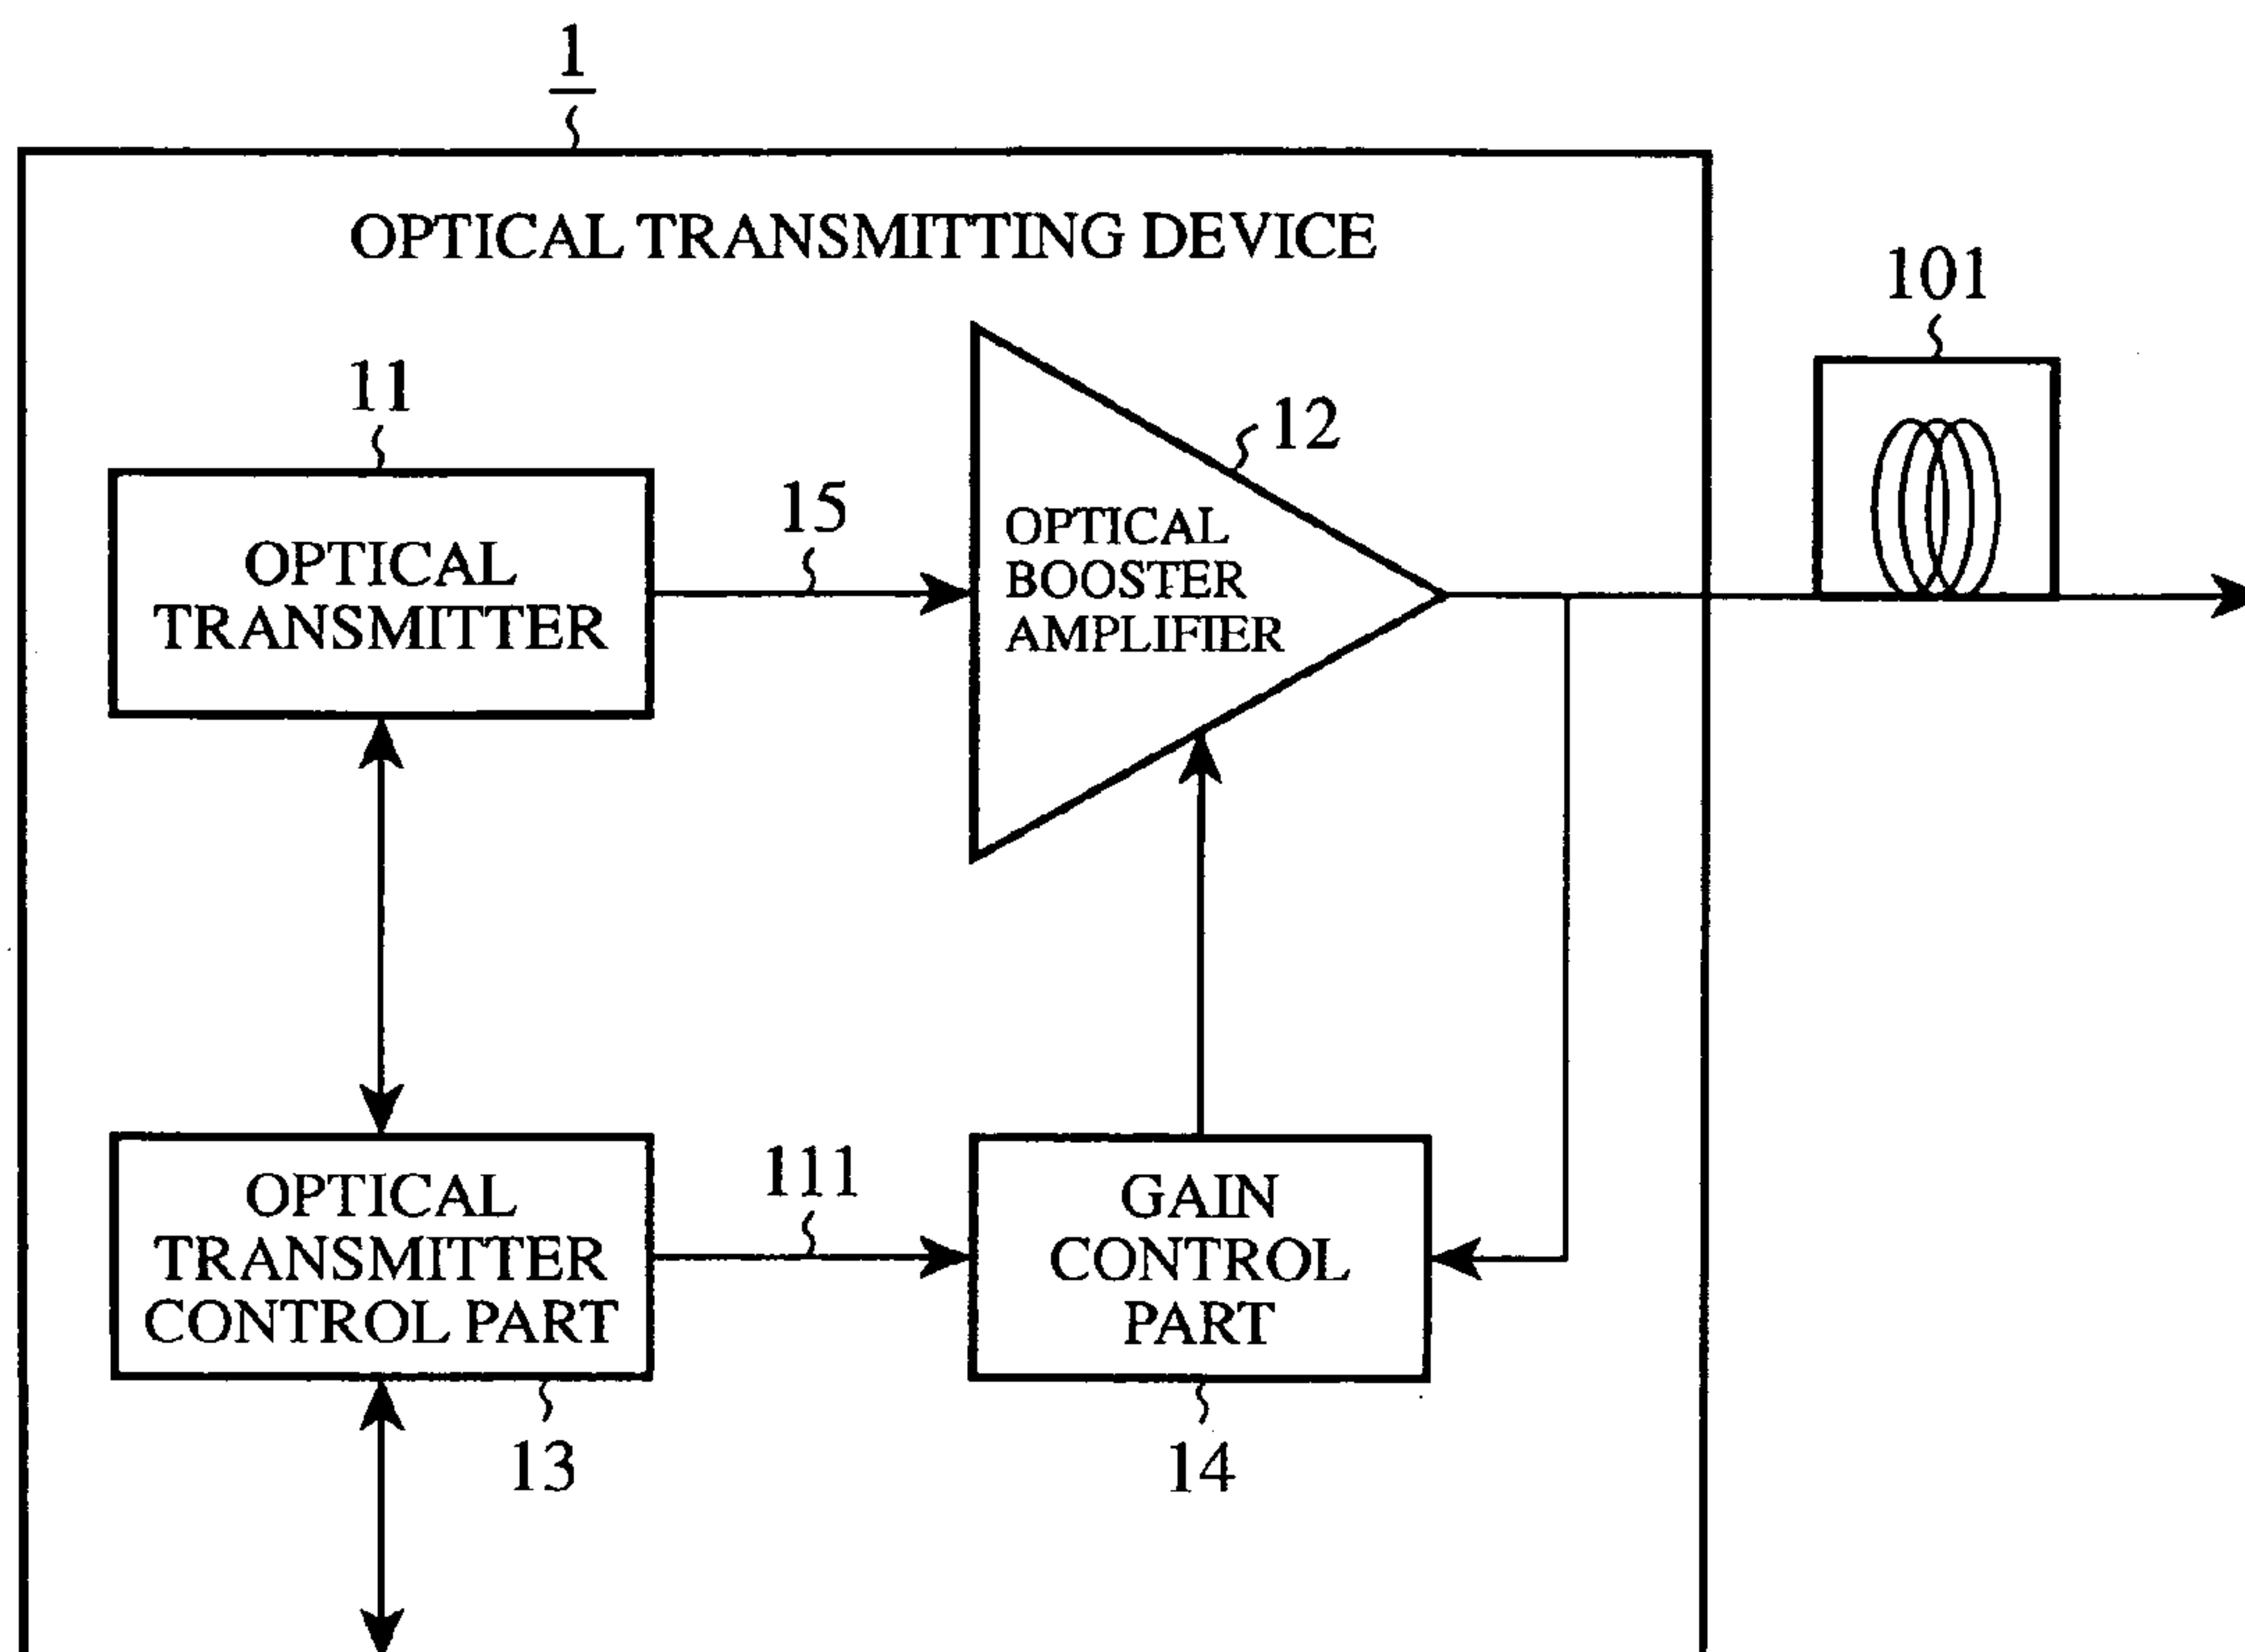 1
OPTICAL TRANSMITTING DEVICE
101
11
12
15
OPTICAL
TRANSMITTER
OPTICAL
BOOSTER
AMPLIFIER
111
OPTICAL
TRANSMITTER
CONTROL PART
GAIN
CONTROL
PART
13
14